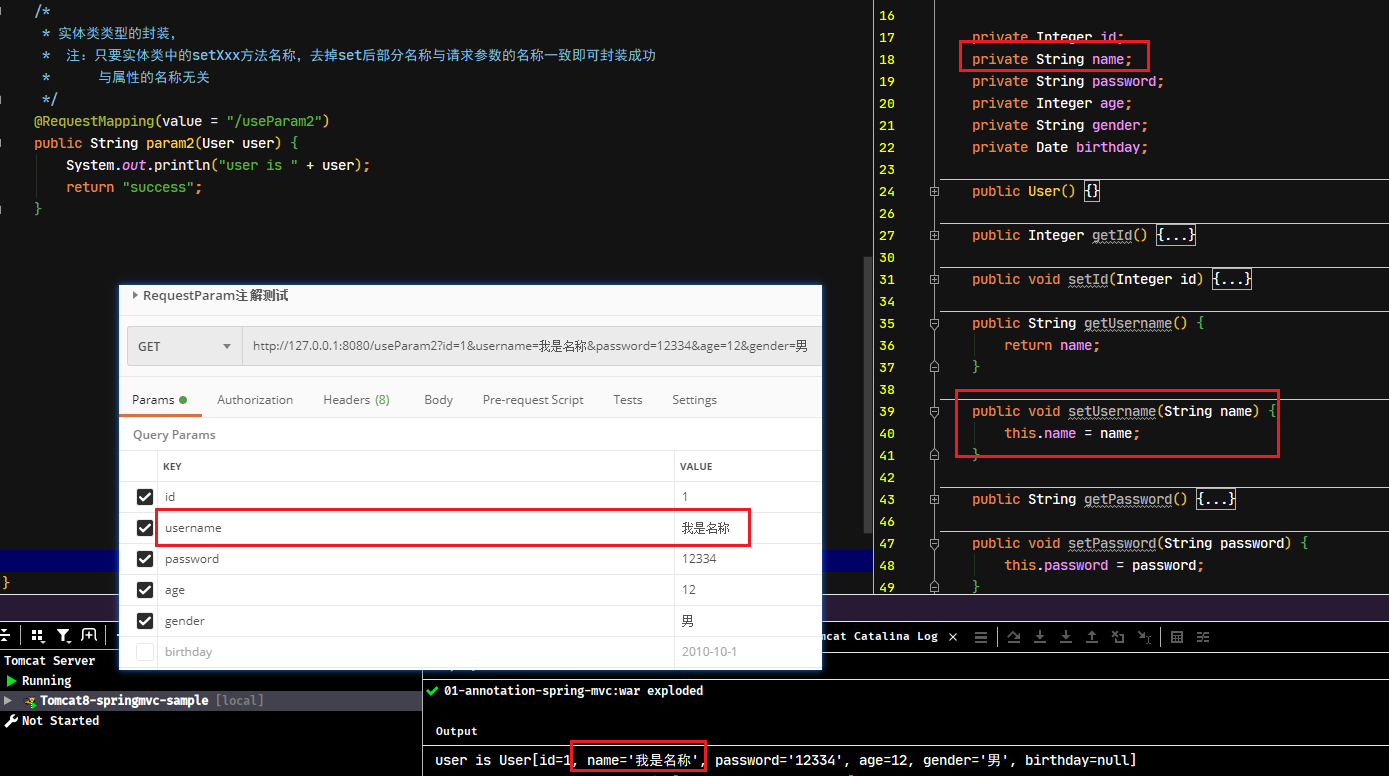 /*
* 实体类类型的封装，
* 注：只要实体类中的setXxx方法名称，去掉set后部分名称与请求参数的名称一致即可封装成功
* 与属性的名称无关
*/
@RequestMapping(value = "/useParam2")
public String param2(User user) {
System.out.println("user is " + user);
return "success";
}
}
16
17 private Integer id;
18 private String name;
19 private String password;
20 private Integer age;
21 private String gender;
22 private Date birthday;
23
24 public User() {}
26
27 public Integer getId() {...}
30
31 public void setId(Integer id) {...}
34
35 public String getUsername() {
36 return name;
37 }
38
39 public void setUsername(String name) {
40 this.name = name;
41 }
42
43 public String getPassword() {...}
46
47 public void setPassword(String password) {
48 this.password = password;
49 }
RequestParam注解测试
GET http://127.0.0.1:8080/useParam2?id=1&username=我是名称&password=12334&age=12&gender=男
Params Authorization Headers (8) Body Pre-request Script Tests Settings
Query Params
KEY VALUE
id 1
username 我是名称
password 12334
age 12
gender 男
birthday 2010-10-1
mcat Catalina Log
Tomcat Server
Running
Tomcat8-springmvc-sample [local]
Not Started
01-annotation-spring-mvc:war exploded
Output
user is User[id=1, name='我是名称', password='12334', age=12, gender='男', birthday=null]